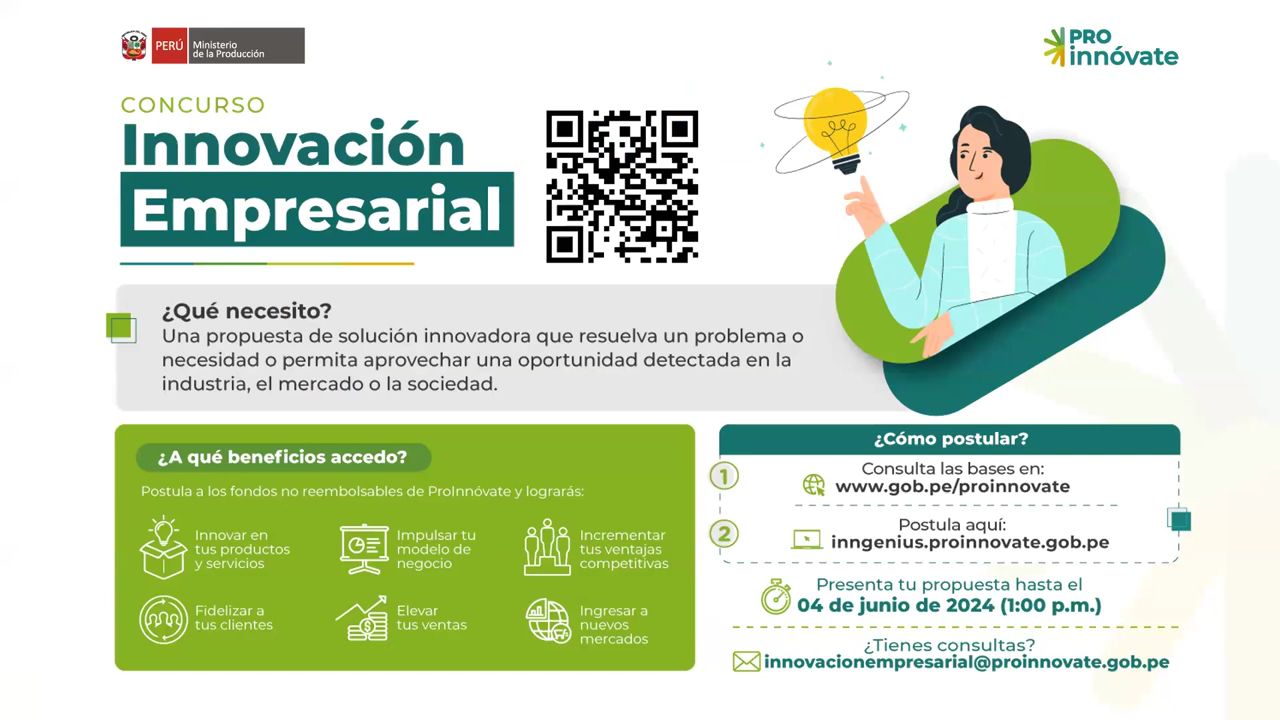 PERÚ
Ministerio
de la Producción
PRO
innóvate
CONCURSO
Innovación
Empresarial
¿Qué necesito?
Una propuesta de solución innovadora que resuelva un problema o
necesidad o permita aprovechar una oportunidad detectada en la
industria, el mercado o la sociedad.
¿A qué beneficios accedo?
Postula a los fondos no reembolsables de ProInnóvate y lograrás:
Innovar en
tus productos
y servicios
Impulsar tu
modelo de
negocio
Incrementar
tus ventajas
competitivas
Fidelizar a
tus clientes
Elevar
tus ventas
Ingresar a
nuevos
mercados
¿Cómo postular?
1
Consulta las bases en:
www.gob.pe/proinnovate
2
Postula aquí:
inngenius.proinnovate.gob.pe
Presenta tu propuesta hasta el
04 de junio de 2024 (1:00 p.m.)
¿Tienes consultas?
innovacionempresarial@proinnovate.gob.pe